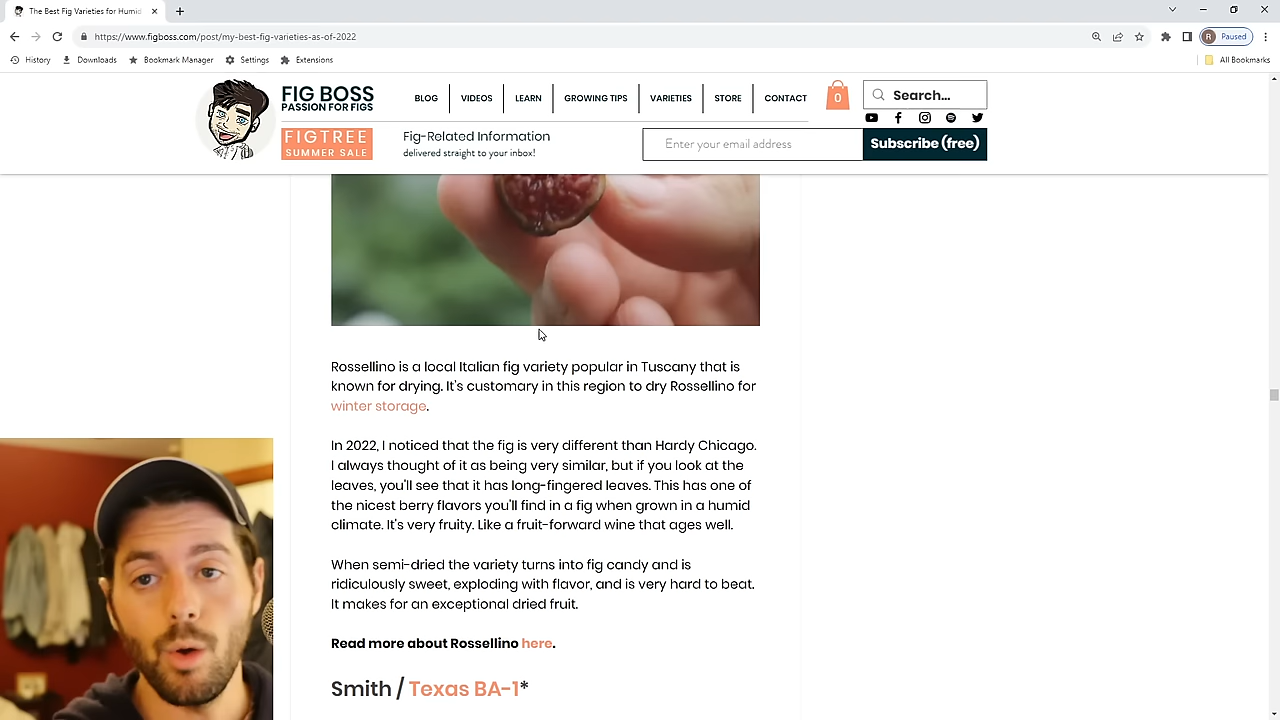 The Best Fig Varieties for Humid
https://www.figboss.com/post/my-best-fig-varieties-as-of-2022
R Paused
History Downloads Bookmark Manager Settings Extensions All Bookmarks
FIG BOSS
PASSION FOR FIGS
BLOG VIDEOS LEARN GROWING TIPS VARIETIES STORE CONTACT
0
Search...
FIGTREE
SUMMER SALE
Fig-Related Information
delivered straight to your inbox!
Enter your email address
Subscribe (free)
Rossellino is a local Italian fig variety popular in Tuscany that is
known for drying. It's customary in this region to dry Rossellino for
winter storage.
In 2022, I noticed that the fig is very different than Hardy Chicago.
I always thought of it as being very similar, but if you look at the
leaves, you'll see that it has long-fingered leaves. This has one of
the nicest berry flavors you'll find in a fig when grown in a humid
climate. It's very fruity. Like a fruit-forward wine that ages well.
When semi-dried the variety turns into fig candy and is
ridiculously sweet, exploding with flavor, and is very hard to beat.
It makes for an exceptional dried fruit.
Read more about Rossellino here.
Smith / Texas BA-1*